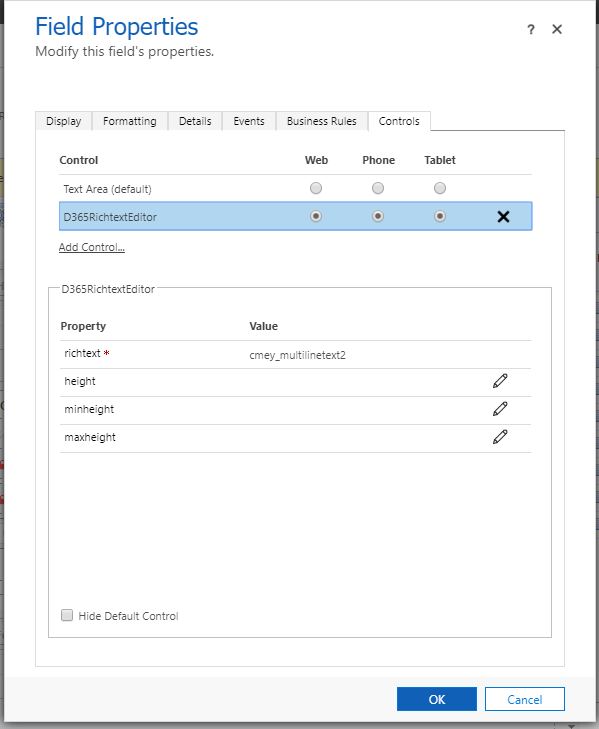 Field Properties
?
Modify this field's properties.
Display Formatting Details Events Business Rules Controls
Control Web Phone Tablet
Text Area (default)
D365RichtextEditor
Add Control...
D365RichtextEditor
Property Value
richtext * cmey_multilinetext2
height
minheight
maxheight
Hide Default Control
OK Cancel